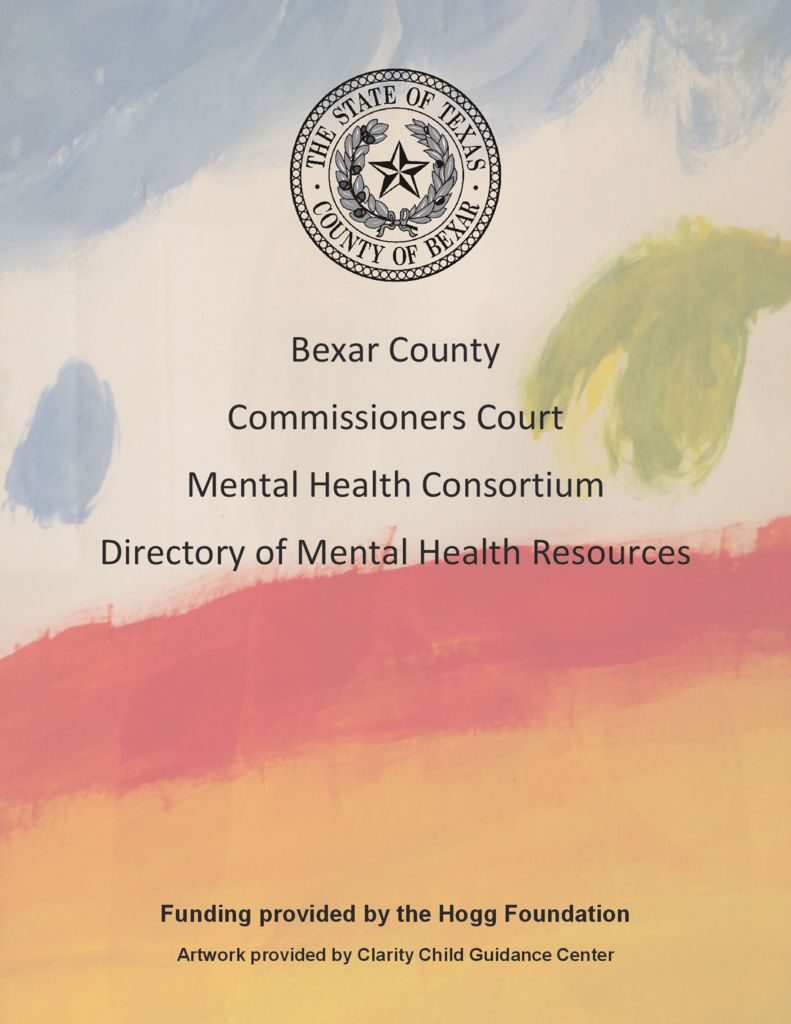 THE STATE OF TEXAS
COUNTY OF BEXAR
Bexar County
Commissioners Court
Mental Health Consortium
Directory of Mental Health Resources
Funding provided by the Hogg Foundation
Artwork provided by Clarity Child Guidance Center